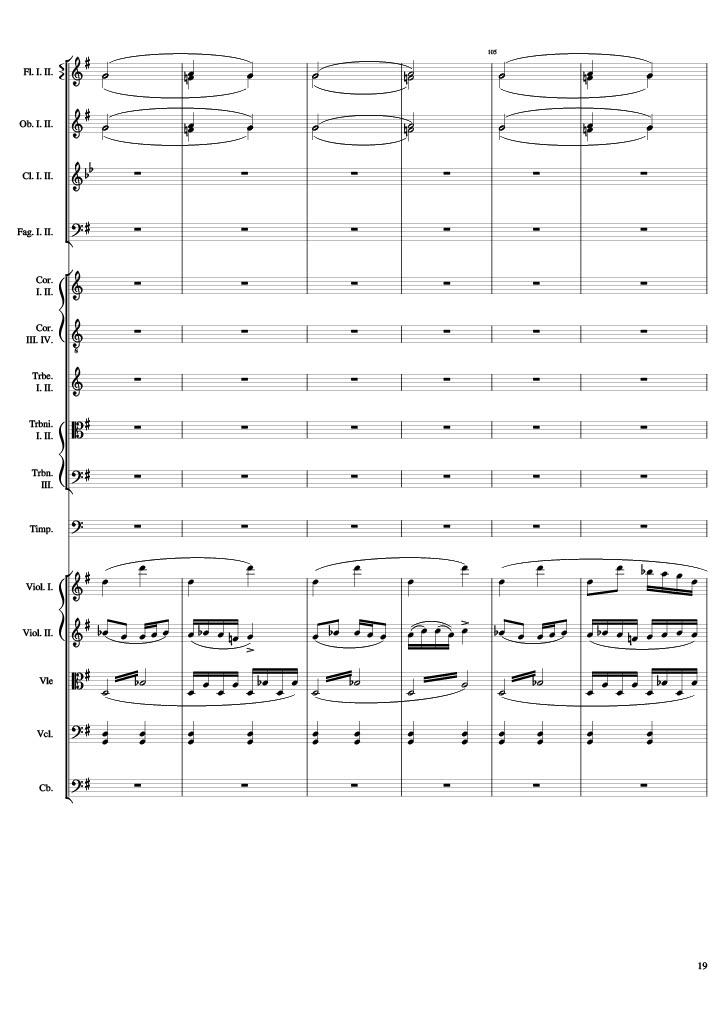 105
Fl. I. II.
Ob. I. II.
Cl. I. II.
Fag. I. II.
Cor.
I. II.
Cor.
III. IV.
Trbe.
I. II.
Trbni.
I. II.
Trbn.
III.
Timp.
Viol. I.
Viol. II.
Vle
Vcl.
Cb.
19